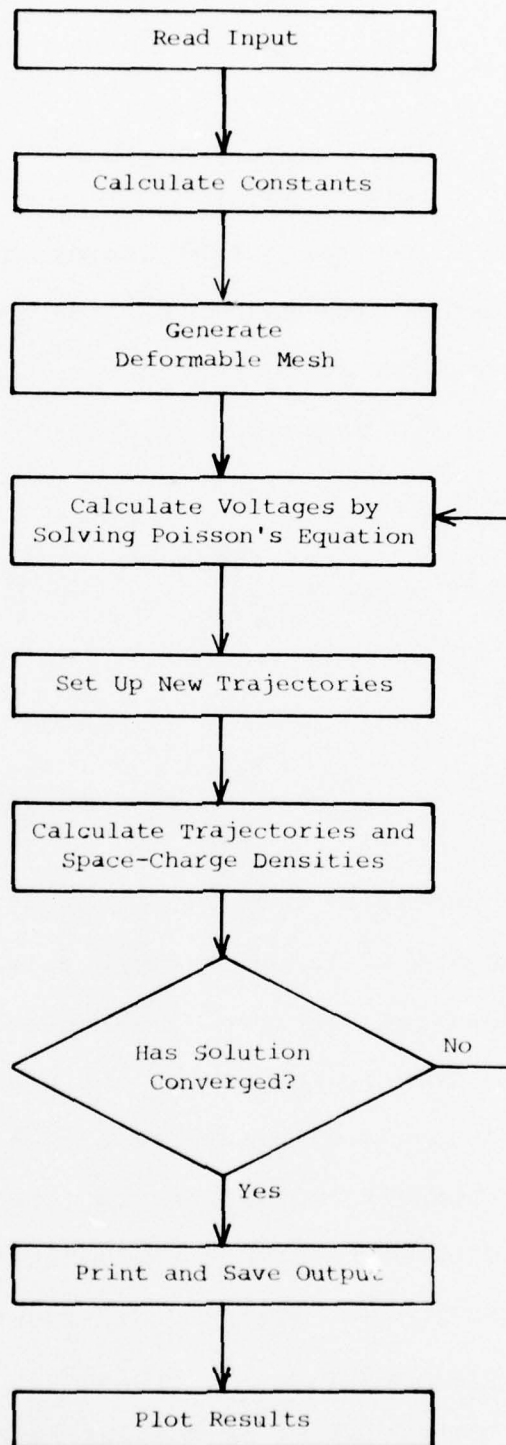 Read Input
Calculate Constants
Generate
Deformable Mesh
Calculate Voltages by
Solving Poisson's Equation
Set Up New Trajectories
Calculate Trajectories and
Space-Charge Densities
Has Solution
Converged?
No
Yes
Print and Save Output
Plot Results